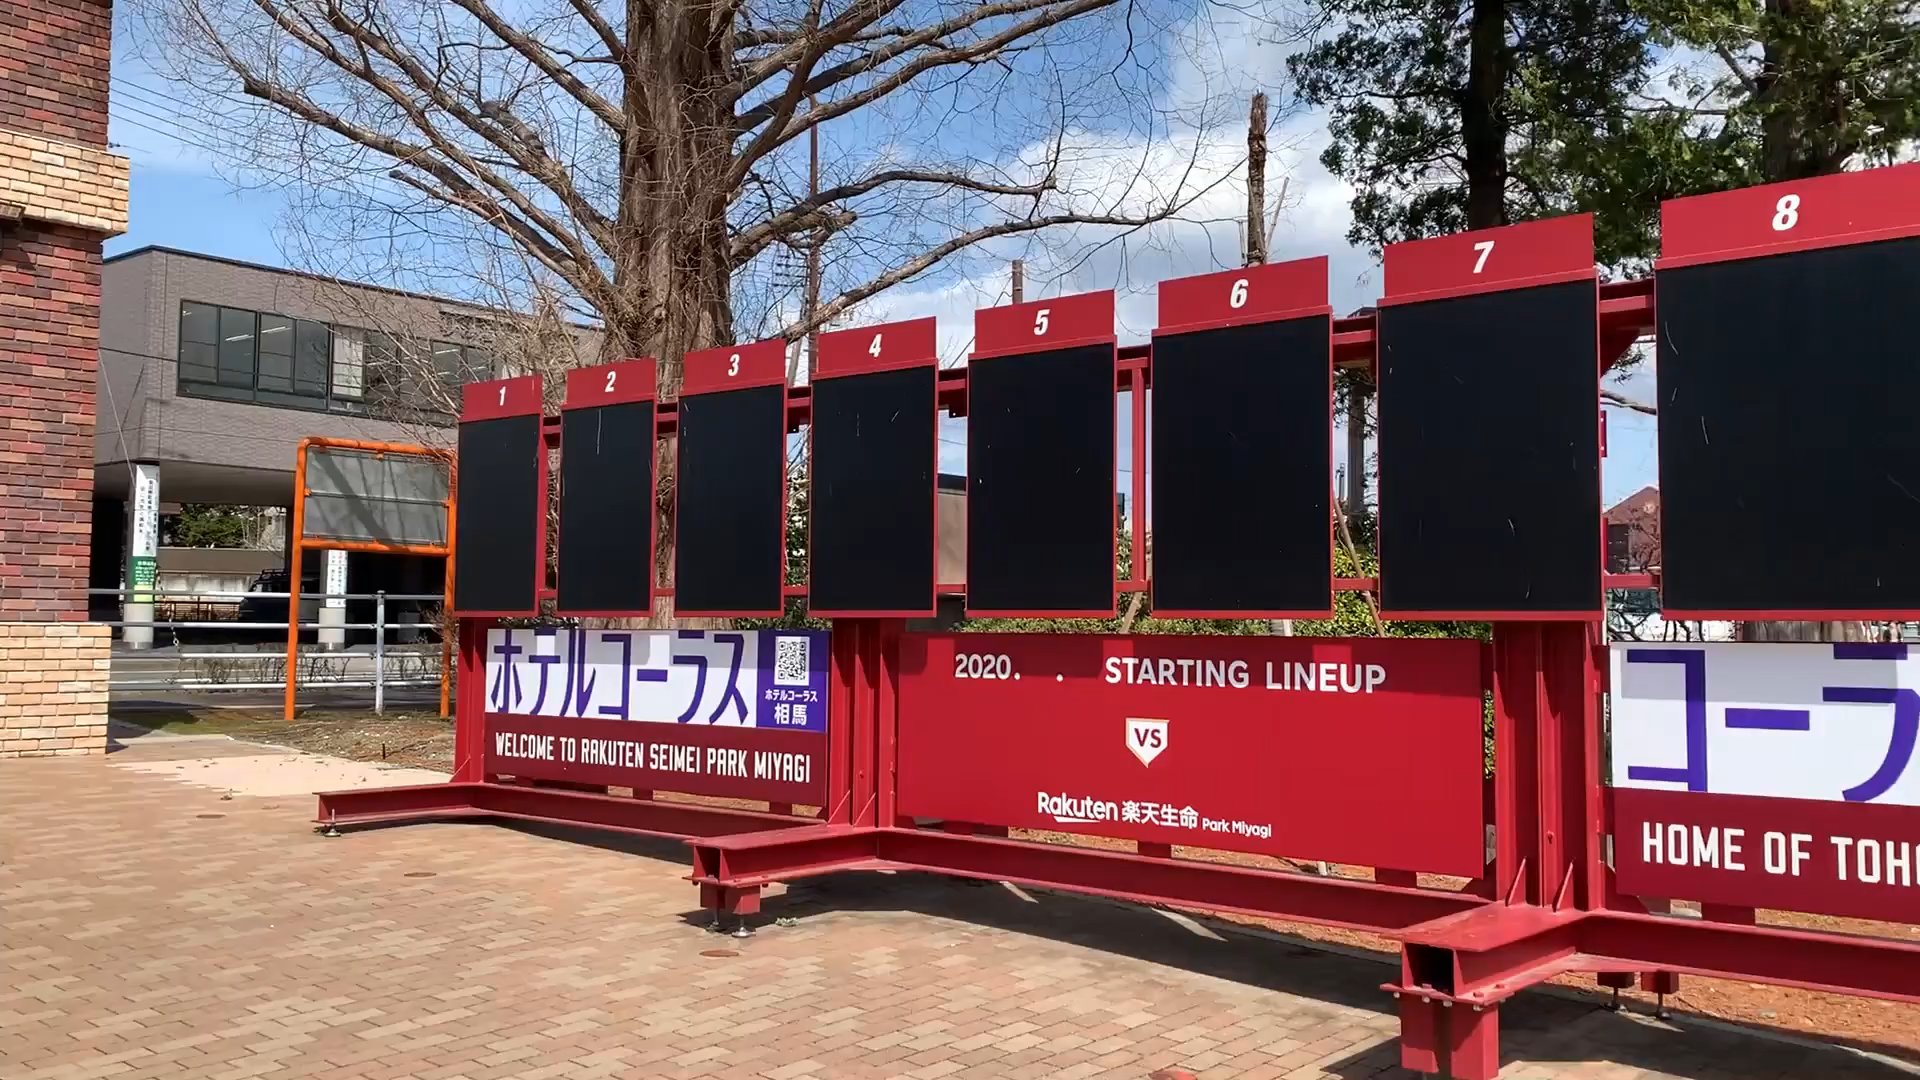 1
2
3
4
5
6
7
8
ホテルコーラス
ホテルコーラス
相馬
WELCOME TO RAKUTEN SEIMEI PARK MIYAGI
2020. . STARTING LINEUP
VS
Rakuten 楽天生命 Park Miyagi
コーラ
HOME OF TOHO